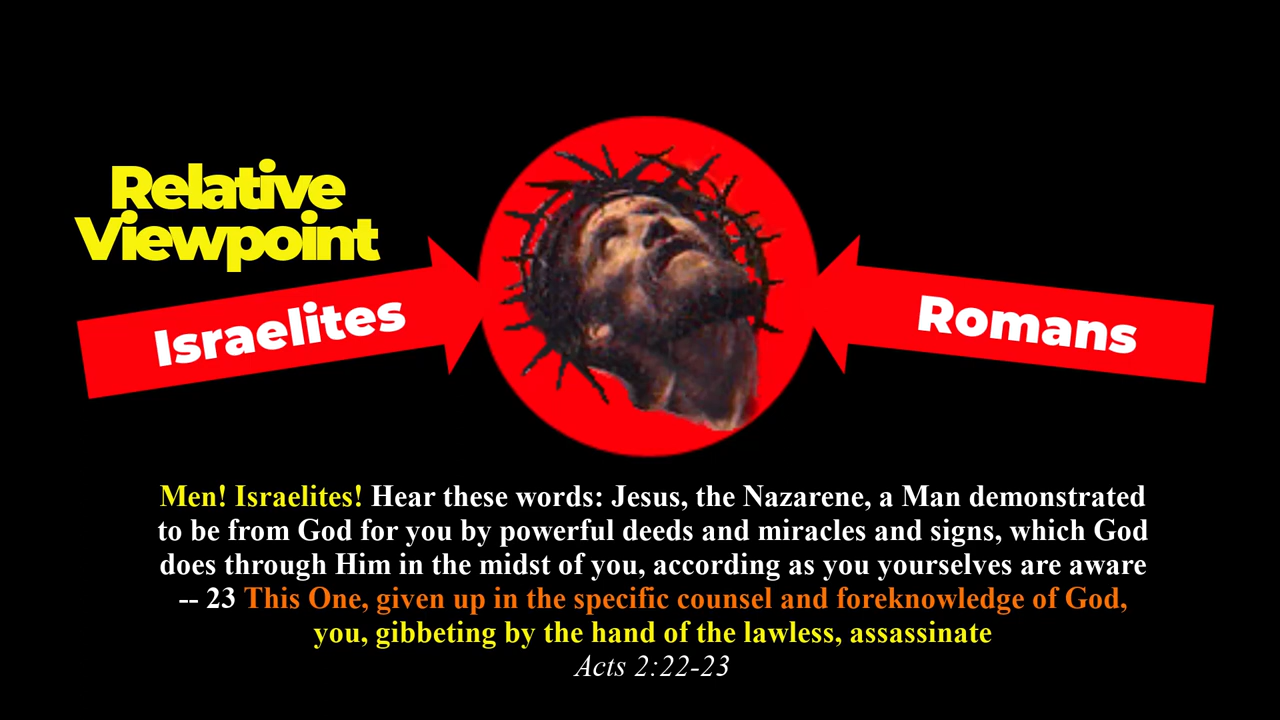 Relative
Viewpoint
Israelites
Romans
Men! Israelites! Hear these words: Jesus, the Nazarene, a Man demonstrated
to be from God for you by powerful deeds and miracles and signs, which God
does through Him in the midst of you, according as you yourselves are aware
-- 23 This One, given up in the specific counsel and foreknowledge of God,
you, gibbeting by the hand of the lawless, assassinate
Acts 2:22-23